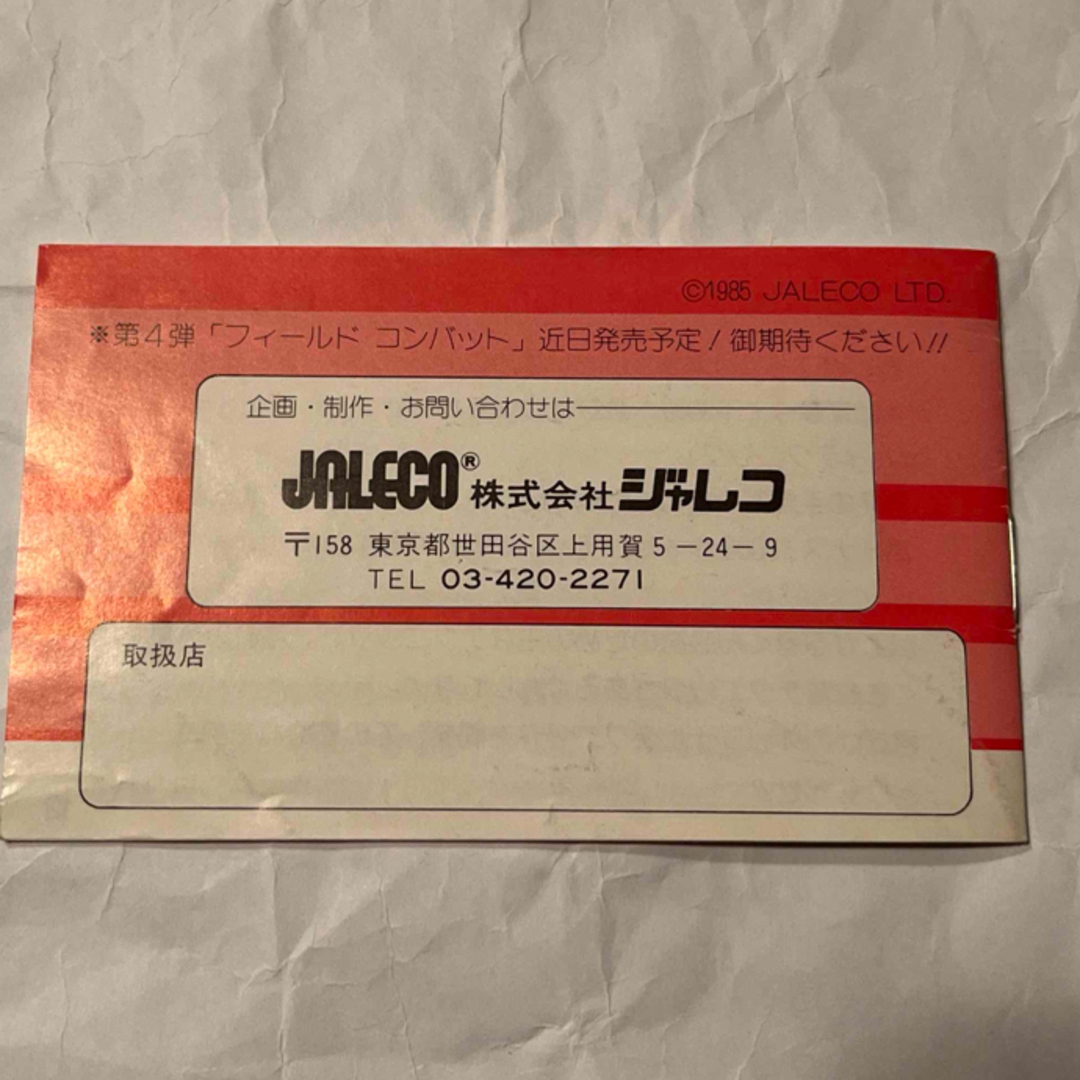 ©1985 JALECO LTD.
※第4弾「フィールド コンバット」近日発売予定！御期待ください!!
企画・制作・お問い合わせは
JALECO® 株式会社ジャレコ
〒158 東京都世田谷区上用賀5−24−9
TEL 03-420-2271
取扱店